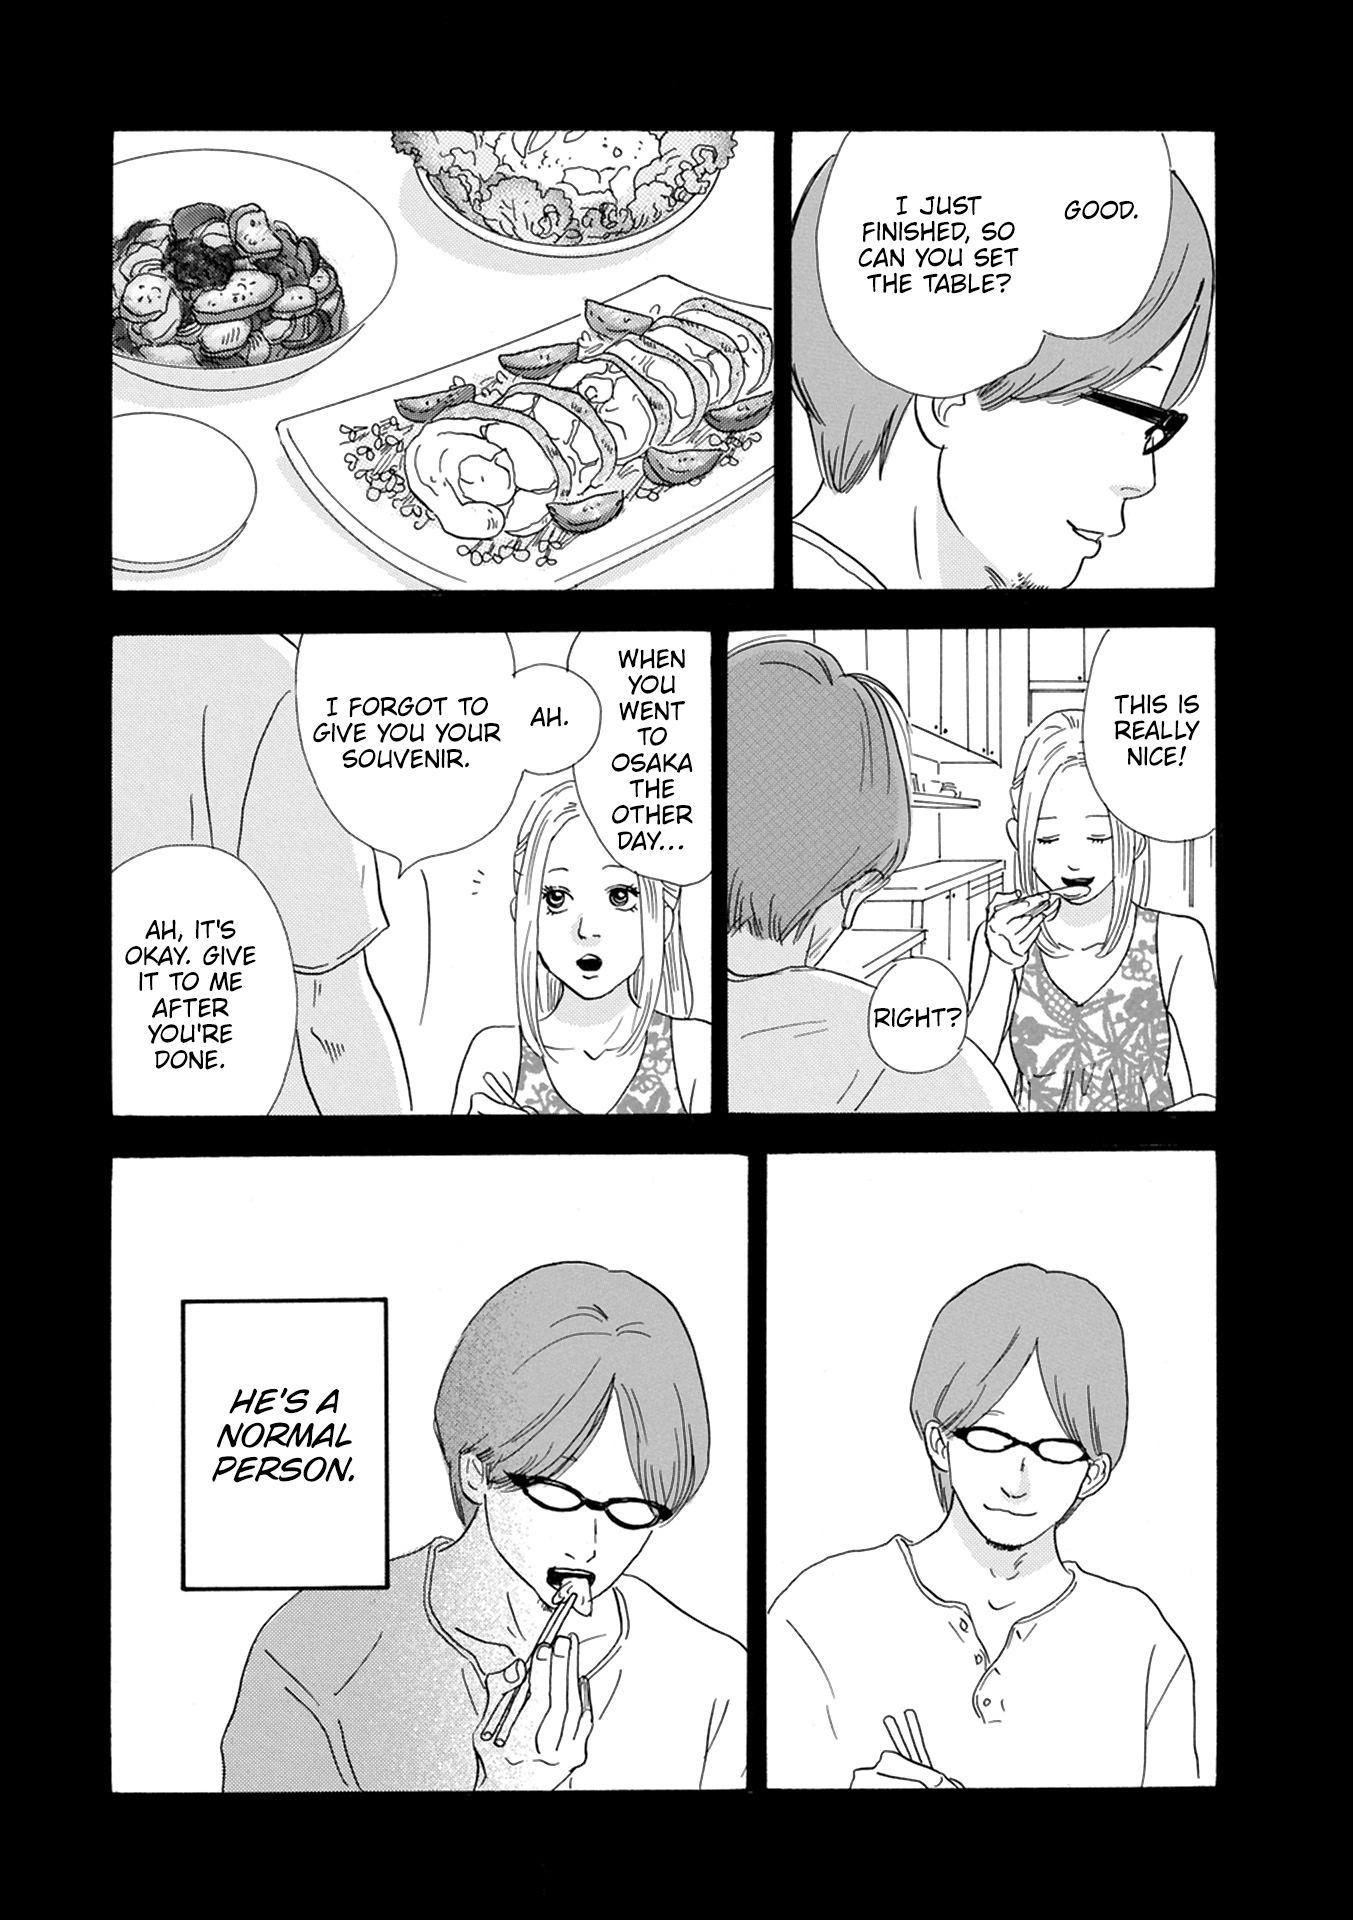 GOOD.
I JUST
FINISHED, SO
CAN YOU SET
THE TABLE?
THIS IS
REALLY
NICE!
RIGHT?
WHEN
YOU
WENT
TO
OSAKA
THE
OTHER
DAY...
AH.
I FORGOT TO
GIVE YOU YOUR
SOUVENIR.
AH, IT'S
OKAY. GIVE
IT TO ME
AFTER
YOU'RE
DONE.
HE'S A
NORMAL
PERSON.